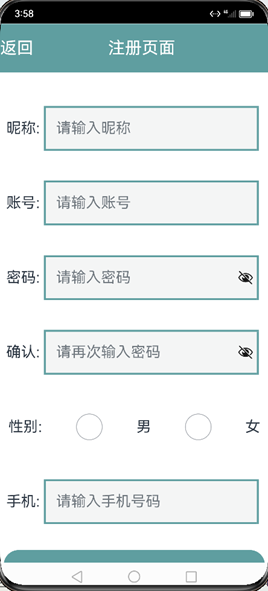 3:58
返回 注册页面
昵称: 请输入昵称
账号: 请输入账号
密码: 请输入密码
确认: 请再次输入密码
性别: 男 女
手机: 请输入手机号码